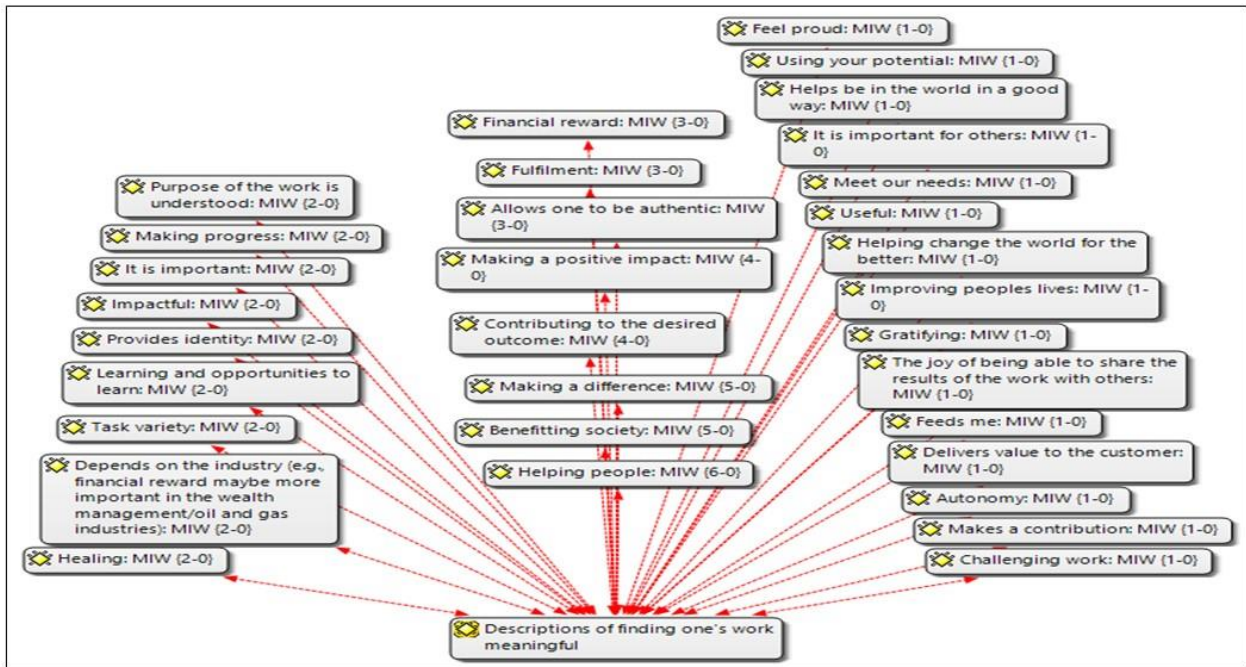 Purpose of the work is
understood: MIW {2-0}
Making progress: MIW {2-0}
It is important: MIW {2-0}
Impactful: MIW {2-0}
Provides identity: MIW {2-0}
Learning and opportunities to
learn: MIW {2-0}
Task variety: MIW {2-0}
Depends on the industry (e.g.,
financial reward maybe more
important in the wealth
management/oil and gas
industries): MIW {2-0}
Healing: MIW {2-0}
Financial reward: MIW {3-0}
Fulfilment: MIW {3-0}
Allows one to be authentic: MIW
{3-0}
Making a positive impact: MIW {4-
0}
Contributing to the desired
outcome: MIW {4-0}
Making a difference: MIW {5-0}
Benefitting society: MIW {5-0}
Helping people: MIW {6-0}
Feel proud: MIW {1-0}
Using your potential: MIW {1-0}
Helps be in the world in a good
way: MIW {1-0}
It is important for others: MIW {1-
0}
Meet our needs: MIW {1-0}
Useful: MIW {1-0}
Helping change the world for the
better: MIW {1-0}
Improving peoples lives: MIW {1-
0}
Gratifying: MIW {1-0}
The joy of being able to share the
results of the work with others:
MIW {1-0}
Feeds me: MIW {1-0}
Delivers value to the customer:
MIW {1-0}
Autonomy: MIW {1-0}
Makes a contribution: MIW {1-0}
Challenging work: MIW {1-0}
Descriptions of finding one's work
meaningful